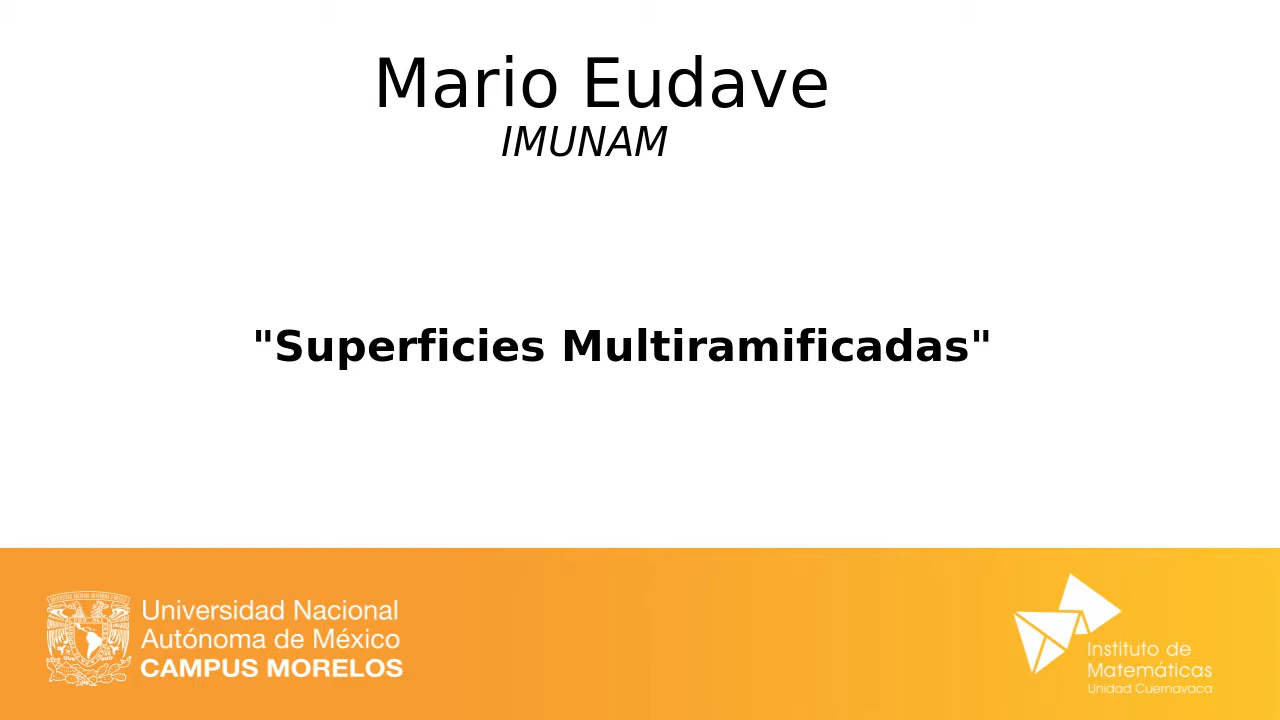 Mario Eudave
IMUNAM
"Superficies Multiramificadas"
Universidad Nacional
Autónoma de México
CAMPUS MORELOS
Instituto de
Matemáticas
Unidad Cuernavaca